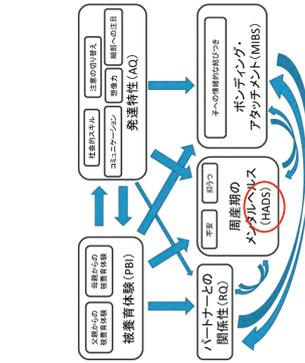 父親からの
被養育体験
母親からの
被養育体験
被養育体験(PBI)
社会的スキル
注意の切り替え
細部への注目
コミュニケーション
想像力
発達特性(AQ)
パートナーとの
関係性(RQ)
不安
抑うつ
周産期の
メンタルヘルス
(HADS)
子への情緒的な結びつき
ボンディング・
アタッチメント(MIBS)